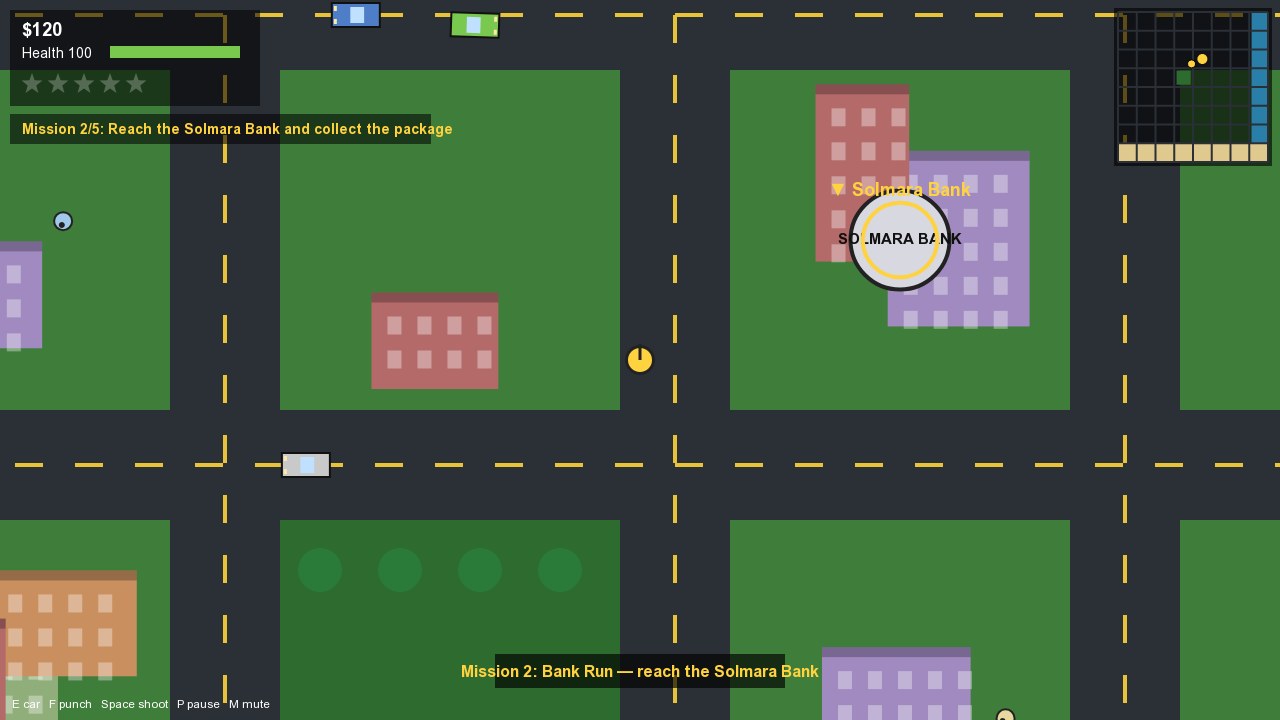 $120
Health 100
Mission 2/5: Reach the Solmara Bank and collect the package
▼ Solmara Bank
SOLMARA BANK
Mission 2: Bank Run — reach the Solmara Bank
E car F punch Space shoot P pause M mute